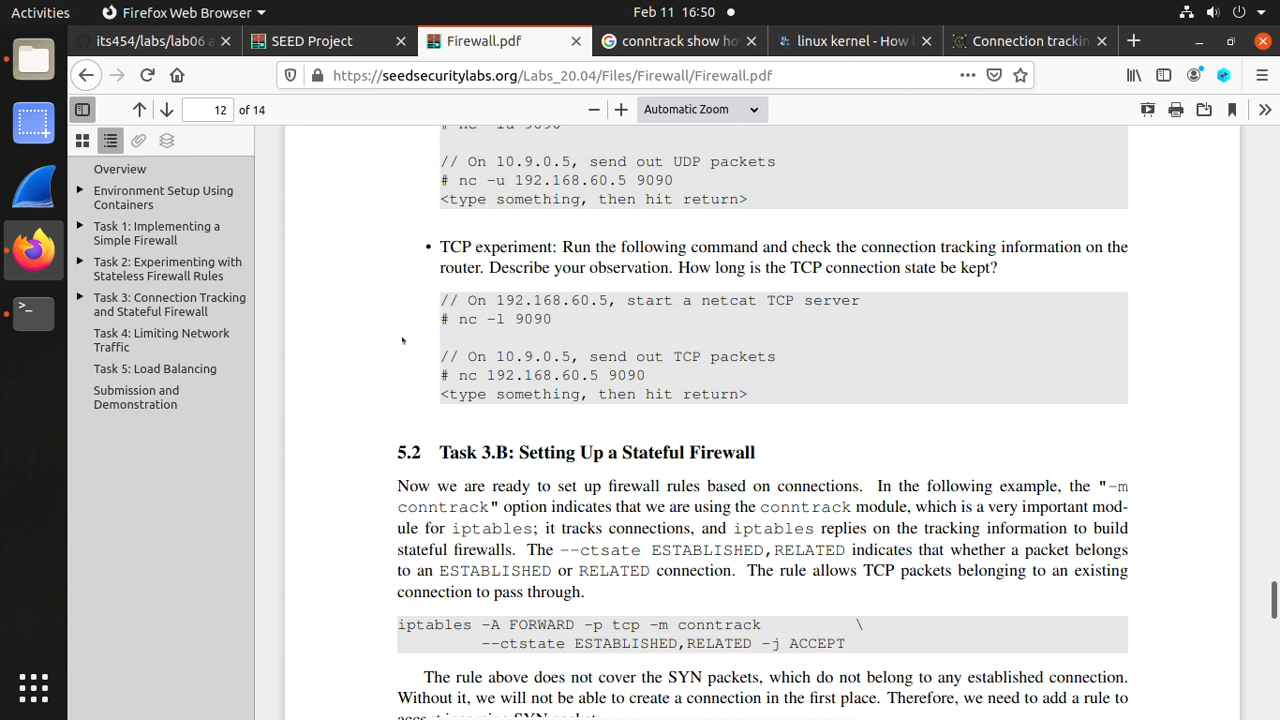 Activities
Firefox Web Browser
Feb 11 16:50
its454/labs/lab06 a
SEED Project
Firewall.pdf
conntrack show ho
linux kernel - How
Connection trackin
https://seedsecuritylabs.org/Labs_20.04/Files/Firewall/Firewall.pdf
12 of 14
Automatic Zoom
Overview
Environment Setup Using
Containers
Task 1: Implementing a
Simple Firewall
Task 2: Experimenting with
Stateless Firewall Rules
Task 3: Connection Tracking
and Stateful Firewall
Task 4: Limiting Network
Traffic
Task 5: Load Balancing
Submission and
Demonstration
# nc -lu 9090
// On 10.9.0.5, send out UDP packets
# nc -u 192.168.60.5 9090
<type something, then hit return>
• TCP experiment: Run the following command and check the connection tracking information on the
router. Describe your observation. How long is the TCP connection state be kept?
// On 192.168.60.5, start a netcat TCP server
# nc -l 9090
// On 10.9.0.5, send out TCP packets
# nc 192.168.60.5 9090
<type something, then hit return>
5.2 Task 3.B: Setting Up a Stateful Firewall
Now we are ready to set up firewall rules based on connections. In the following example, the "-m
conntrack" option indicates that we are using the conntrack module, which is a very important mod-
ule for iptables; it tracks connections, and iptables replies on the tracking information to build
stateful firewalls. The --ctsate ESTABLISHED,RELATED indicates that whether a packet belongs
to an ESTABLISHED or RELATED connection. The rule allows TCP packets belonging to an existing
connection to pass through.
iptables -A FORWARD -p tcp -m conntrack \
--ctstate ESTABLISHED,RELATED -j ACCEPT
The rule above does not cover the SYN packets, which do not belong to any established connection.
Without it, we will not be able to create a connection in the first place. Therefore, we need to add a rule to
accept incoming SYN packet